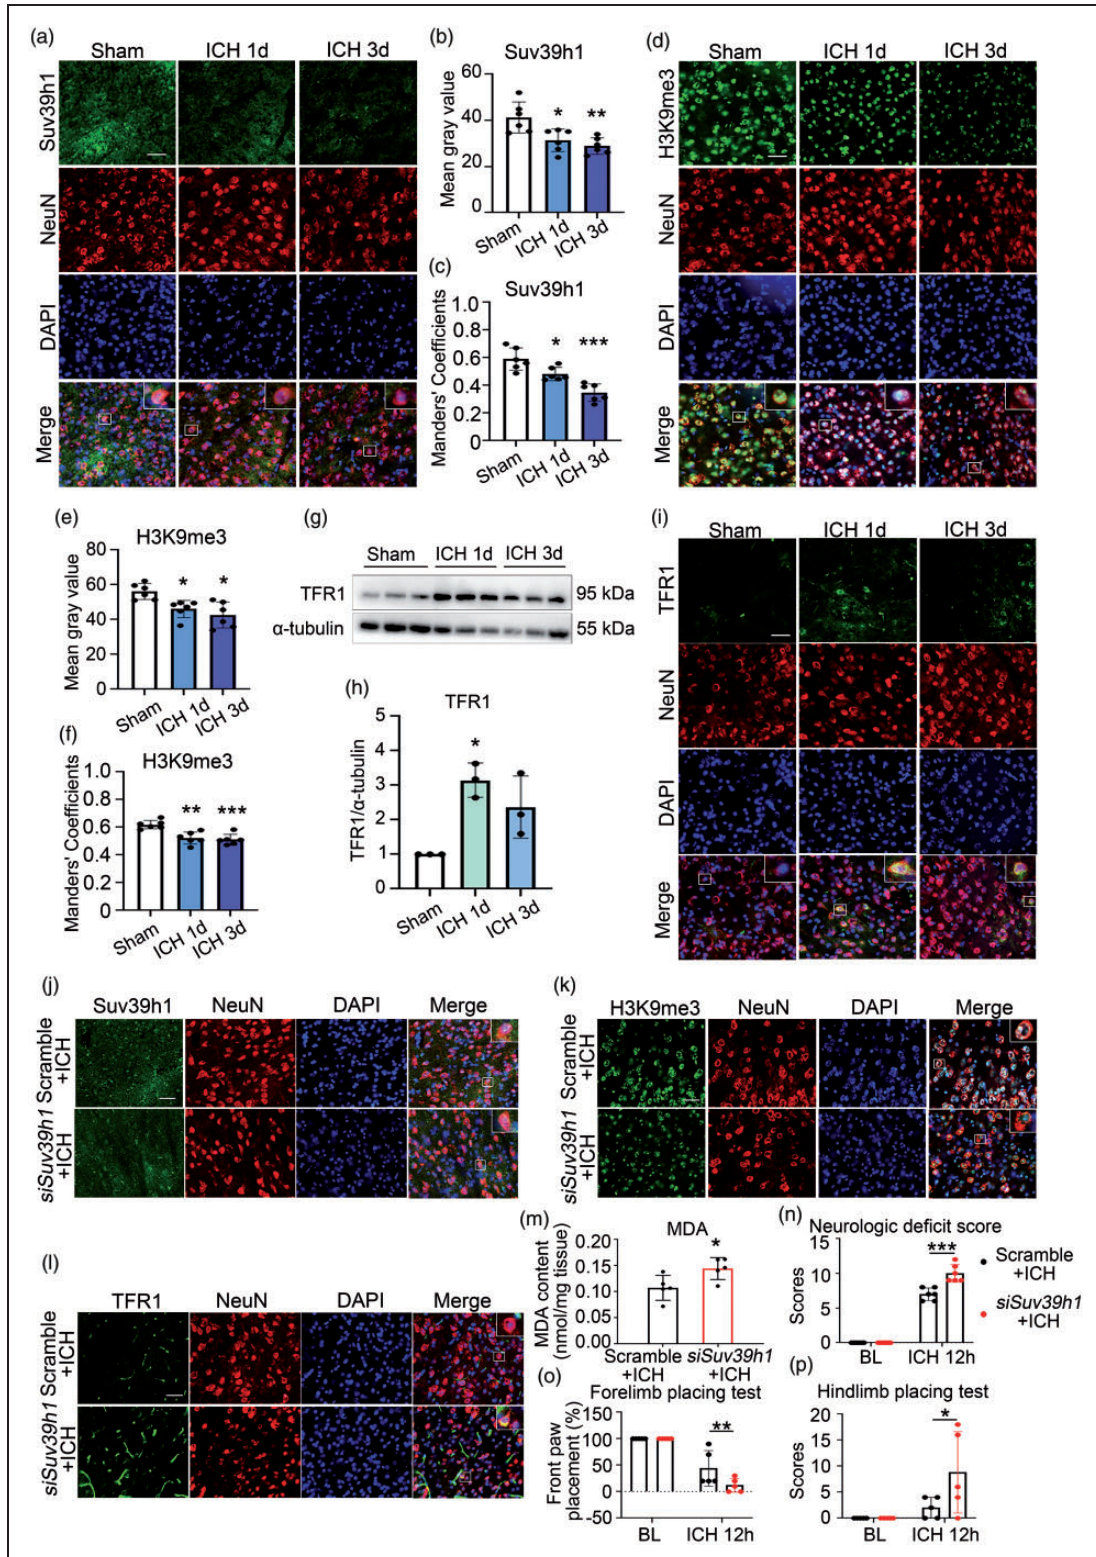 (a)
Sham ICH 1d ICH 3d
Suv39h1
NeuN
DAPI
Merge
(b)
Suv39h1
Mean gray value
60
40
20
0
* **
Sham ICH 1d ICH 3d
(c)
Suv39h1
Manders' Coefficients
1.0
0.8
0.6
0.4
0.2
0
* ***
Sham ICH 1d ICH 3d
(d)
Sham ICH 1d ICH 3d
H3K9me3
NeuN
DAPI
Merge
(e)
H3K9me3
Mean gray value
80
60
40
20
0
* *
Sham ICH 1d ICH 3d
(f)
H3K9me3
Manders' Coefficients
1.0
0.8
0.6
0.4
0.2
0
** ***
Sham ICH 1d ICH 3d
(g)
Sham ICH 1d ICH 3d
TFR1 95 kDa
α-tubulin 55 kDa
(h)
TFR1
TFR1/α-tubulin
5
4
3
2
1
0
*
Sham ICH 1d ICH 3d
(i)
Sham ICH 1d ICH 3d
TFR1
NeuN
DAPI
Merge
(j)
Suv39h1 NeuN DAPI Merge
Scramble
+ICH
siSuv39h1
+ICH
(k)
H3K9me3 NeuN DAPI Merge
Scramble
+ICH
siSuv39h1
+ICH
(l)
TFR1 NeuN DAPI Merge
Scramble
+ICH
siSuv39h1
+ICH
(m)
MDA
MDA content
(nmol/mg tissue)
0.20
0.15
0.10
0.05
0.00
*
Scramble
+ICH
siSuv39h1
+ICH
(n)
Neurologic deficit score
Scores
15
10
5
0
***
BL ICH 12h
Scramble
+ICH
siSuv39h1
+ICH
(o)
Forelimb placing test
Front paw
placement (%)
150
100
50
0
-50
**
BL ICH 12h
(p)
Hindlimb placing test
Scores
20
15
10
5
0
*
BL ICH 12h